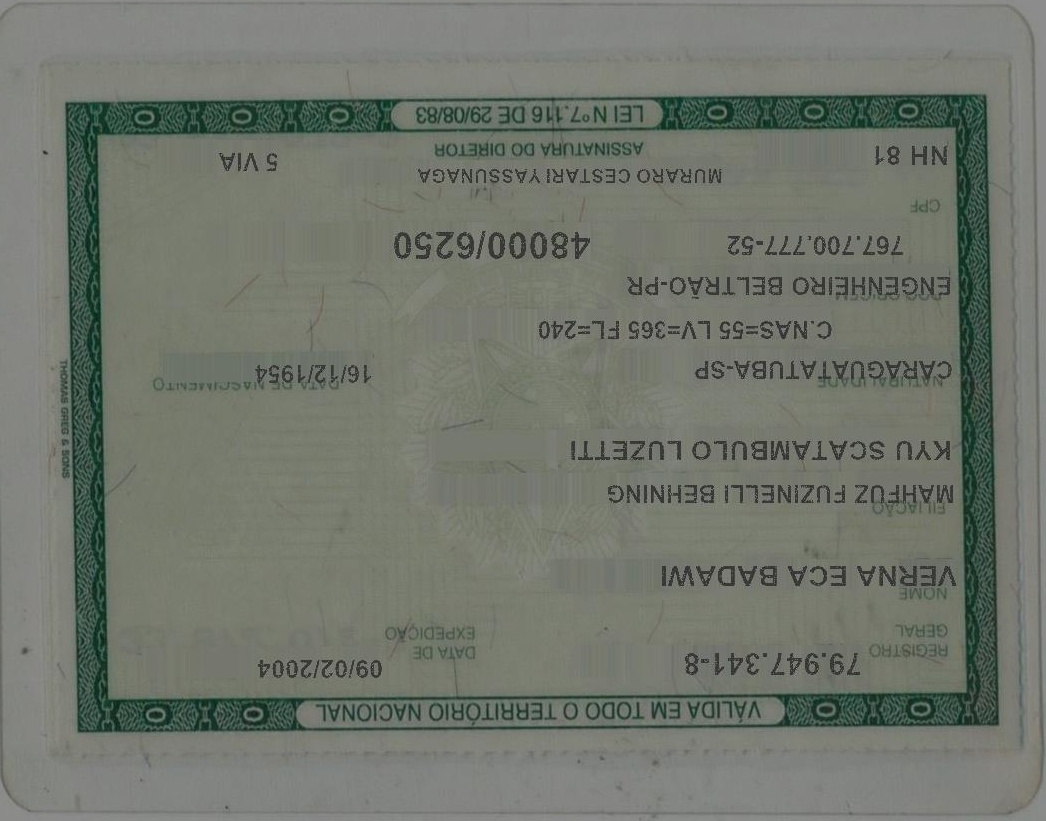 VÁLIDA EM TODO O TERRITÓRIO NACIONAL
REGISTRO GERAL 79.947.341-8 DATA DE EXPEDIÇÃO 09/02/2004
NOME
VERNA ECA BADAWI
FILIAÇÃO
MAHFUZ FUZINELLI BEHNING
KYU SCATAMBULO LUZETTI
NATURALIDADE DATA DE NASCIMENTO
CARAGUATATUBA-SP 16/12/1954
C.NAS=55 LV=365 FL=240
DOC ORIGEM
ENGENHEIRO BELTRÃO-PR
767.700.777-52 48000/6250
CPF
MURARO CESTARI YASSUNAGA
NH 81 ASSINATURA DO DIRETOR 5 VIA
LEI Nº 7.116 DE 29/08/83
THOMAS GREG & SONS